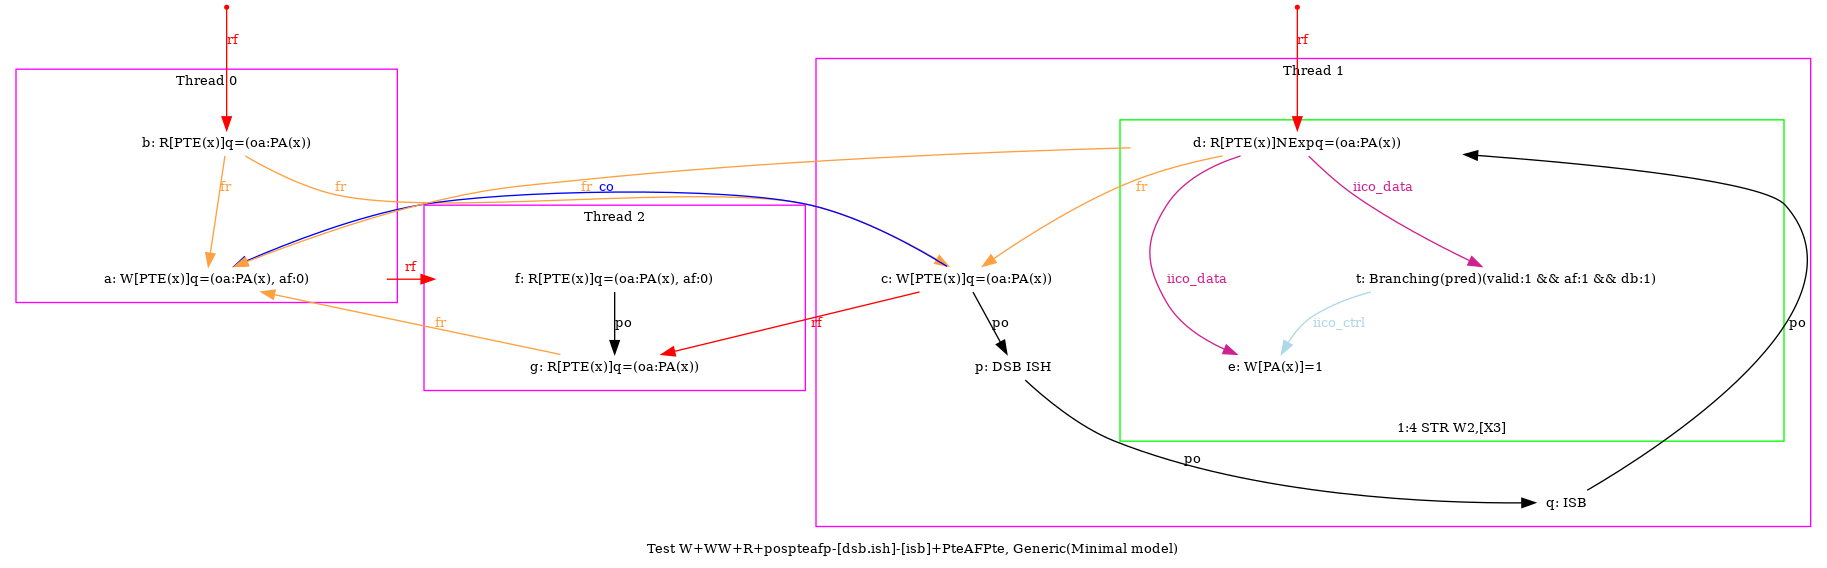 rf
rf
Thread 0
Thread 1
b: R[PTE(x)]q=(oa:PA(x))
d: R[PTE(x)]NExpq=(oa:PA(x))
fr
fr
fr
co
fr
iico_data
Thread 2
a: W[PTE(x)]q=(oa:PA(x), af:0)
rf
f: R[PTE(x)]q=(oa:PA(x), af:0)
c: W[PTE(x)]q=(oa:PA(x))
iico_data
t: Branching(pred)(valid:1 && af:1 && db:1)
fr
po
rf
po
iico_ctrl
po
g: R[PTE(x)]q=(oa:PA(x))
p: DSB ISH
e: W[PA(x)]=1
1:4 STR W2,[X3]
po
q: ISB
Test W+WW+R+pospteafp-[dsb.ish]-[isb]+PteAFPte, Generic(Minimal model)